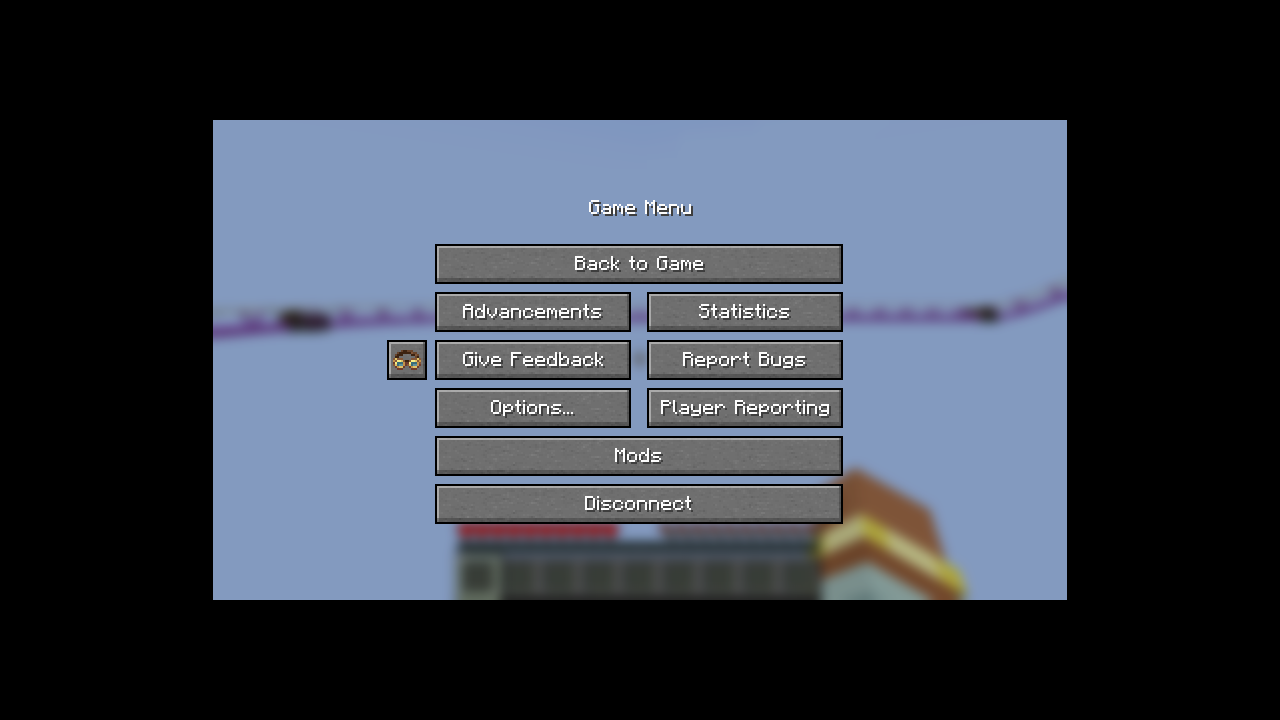 Game Menu
Back to Game
Advancements
Statistics
Give Feedback
Report Bugs
Options...
Player Reporting
Mods
Disconnect